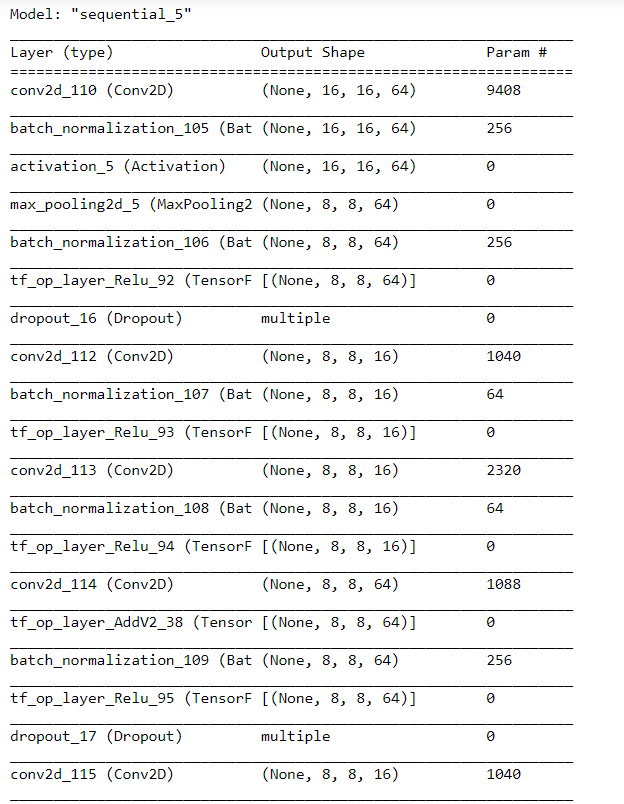 Model: "sequential_5"
Layer (type) Output Shape Param #
conv2d_110 (Conv2D) (None, 16, 16, 64) 9408
batch_normalization_105 (Bat (None, 16, 16, 64) 256
activation_5 (Activation) (None, 16, 16, 64) 0
max_pooling2d_5 (MaxPooling2 (None, 8, 8, 64) 0
batch_normalization_106 (Bat (None, 8, 8, 64) 256
tf_op_layer_Relu_92 (TensorF [(None, 8, 8, 64)] 0
dropout_16 (Dropout) multiple 0
conv2d_112 (Conv2D) (None, 8, 8, 16) 1040
batch_normalization_107 (Bat (None, 8, 8, 16) 64
tf_op_layer_Relu_93 (TensorF [(None, 8, 8, 16)] 0
conv2d_113 (Conv2D) (None, 8, 8, 16) 2320
batch_normalization_108 (Bat (None, 8, 8, 16) 64
tf_op_layer_Relu_94 (TensorF [(None, 8, 8, 16)] 0
conv2d_114 (Conv2D) (None, 8, 8, 64) 1088
tf_op_layer_AddV2_38 (Tensor [(None, 8, 8, 64)] 0
batch_normalization_109 (Bat (None, 8, 8, 64) 256
tf_op_layer_Relu_95 (TensorF [(None, 8, 8, 64)] 0
dropout_17 (Dropout) multiple 0
conv2d_115 (Conv2D) (None, 8, 8, 16) 1040